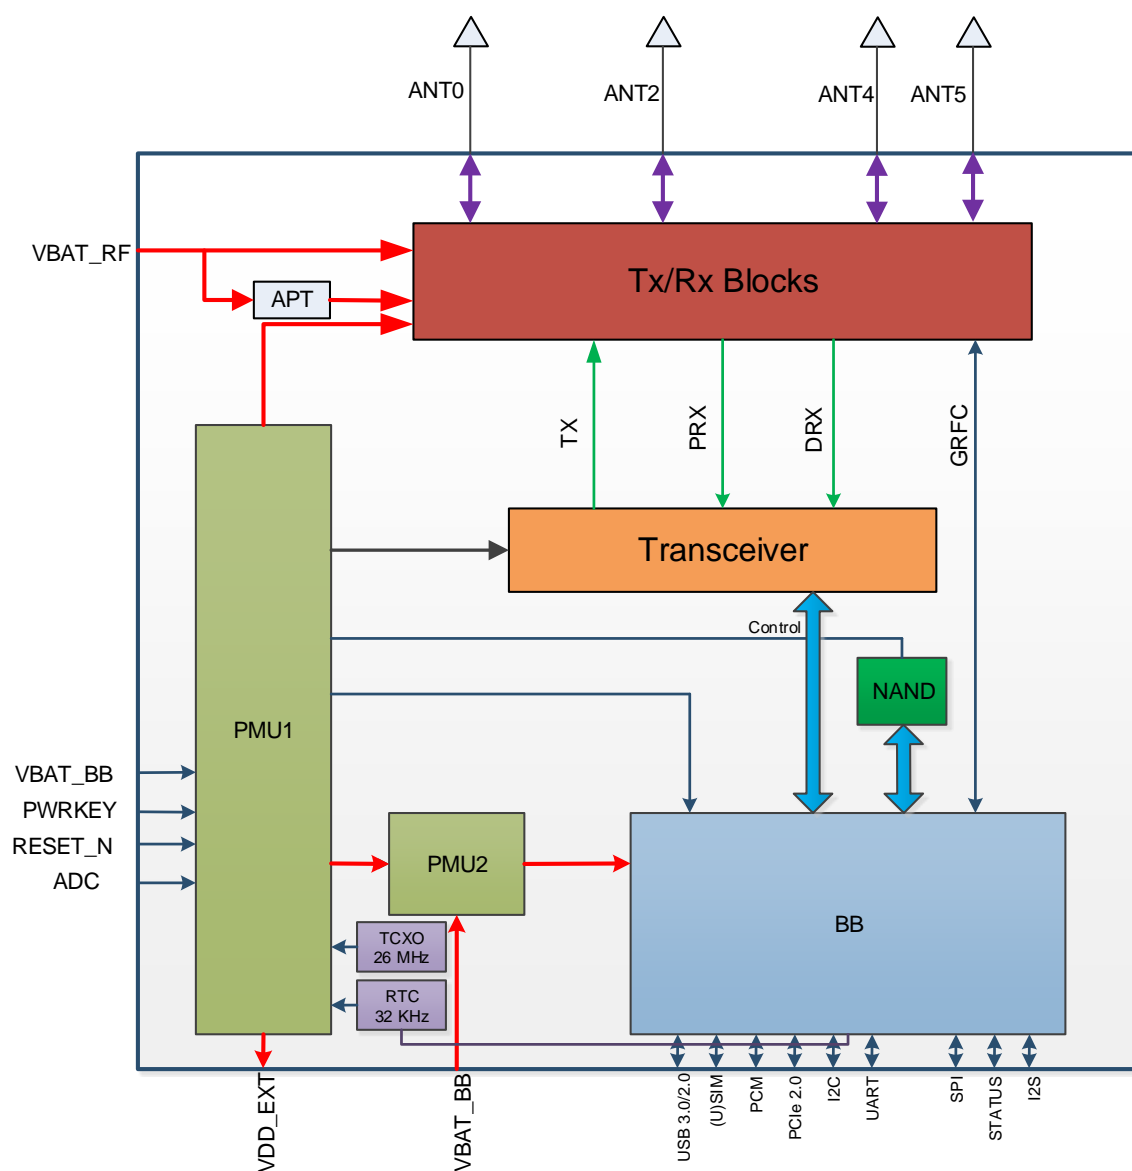 ANT0
ANT2
ANT4
ANT5
VBAT_RF
APT
Tx/Rx Blocks
TX
PRX
DRX
GRFC
Transceiver
Control
NAND
PMU1
VBAT_BB
PWRKEY
RESET_N
ADC
PMU2
BB
TCXO
26 MHz
RTC
32 KHz
VDD_EXT
VBAT_BB
USB 3.0/2.0
(U)SIM
PCM
PCIe 2.0
I2C
UART
SPI
STATUS
I2S